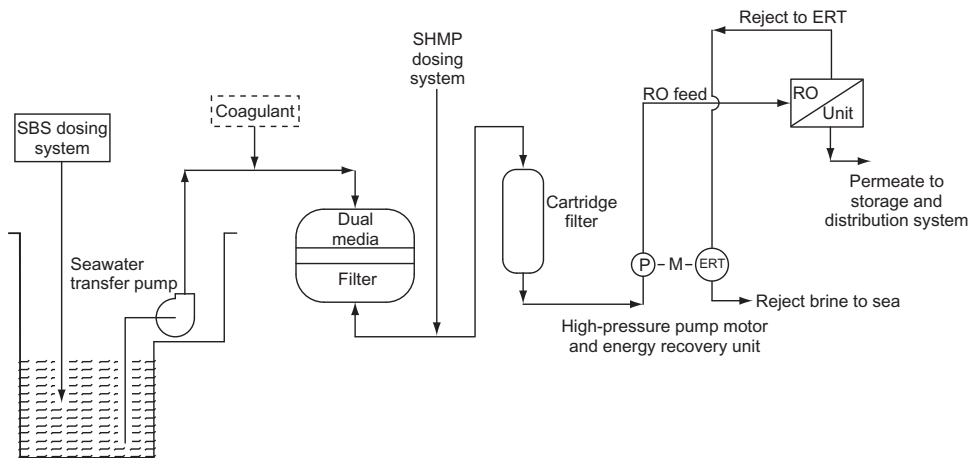 SBS dosing
system
Seawater
transfer pump
Coagulant
Dual
media
Filter
SHMP
dosing
system
Cartridge
filter
High-pressure pump motor
and energy recovery unit
P – M – ERT
RO feed
Reject to ERT
RO
Unit
Permeate to
storage and
distribution system
Reject brine to sea